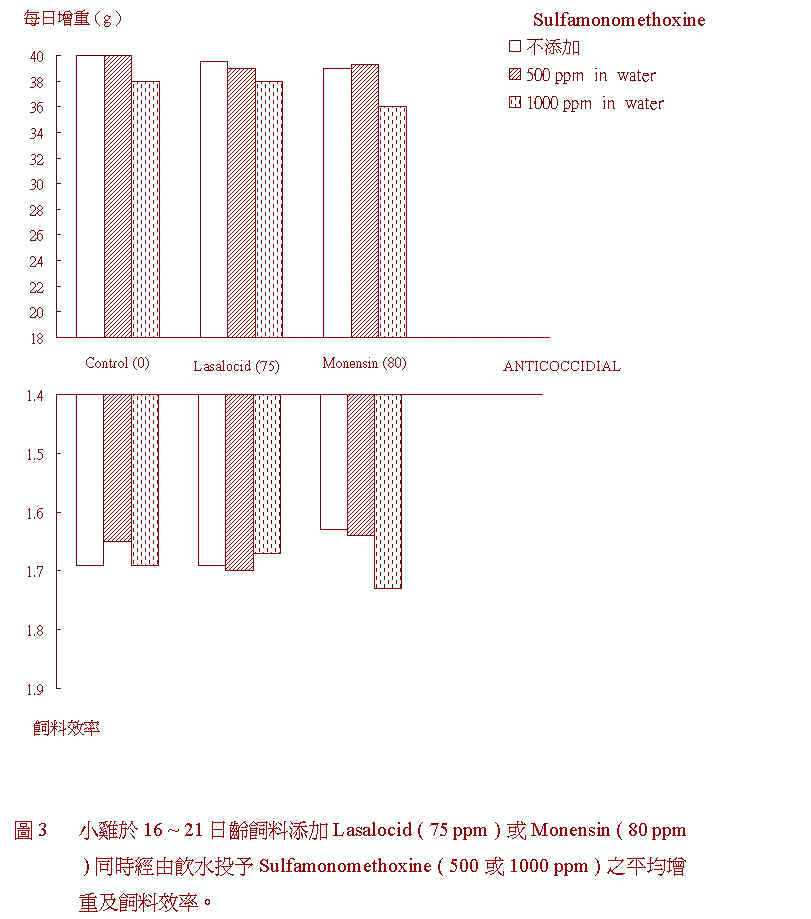 每日增重(g)
Sulfamonomethoxine
不添加
500 ppm in water
1000 ppm in water
40
38
36
34
32
30
28
26
24
22
20
18
Control (0)
Lasalocid (75)
Monensin (80)
ANTICOCCIDIAL
1.4
1.5
1.6
1.7
1.8
1.9
飼料效率
圖 3 小雞於 16 ~ 21 日齡飼料添加 Lasalocid ( 75 ppm ) 或 Monensin ( 80 ppm
) 同時經由飲水投予 Sulfamonomethoxine ( 500 或 1000 ppm ) 之平均增
重及飼料效率。